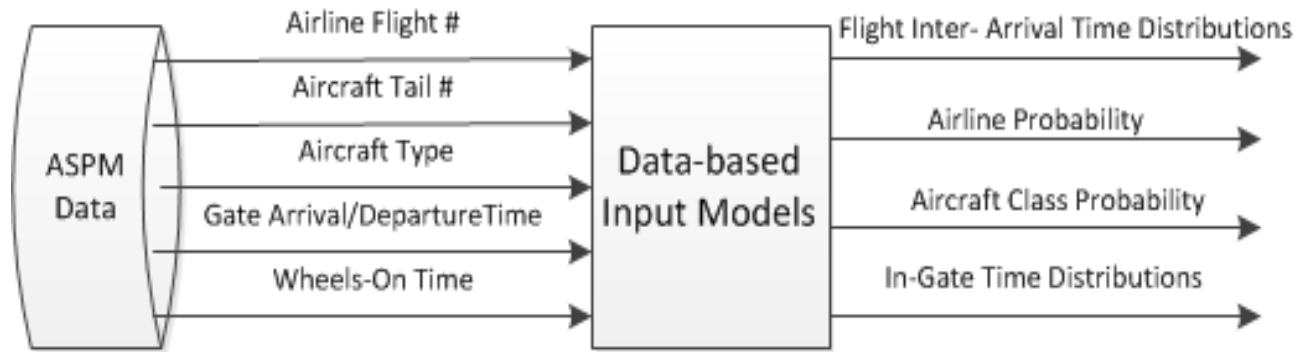 Airline Flight #
Aircraft Tail #
Aircraft Type
Gate Arrival/DepartureTime
Wheels-On Time
ASPM
Data
Data-based
Input Models
Flight Inter- Arrival Time Distributions
Airline Probability
Aircraft Class Probability
In-Gate Time Distributions